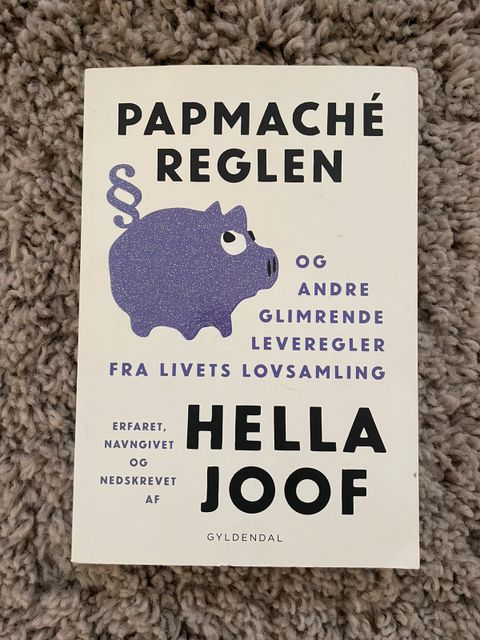 PAPMACHÉ
REGLEN
§
OG
ANDRE
GLIMRENDE
LEVEREGLER
FRA LIVETS LOVSAMLING
ERFARET,
NAVNGIVET
OG
NEDSKREVET
AF
HELLA
JOOF
GYLDENDAL